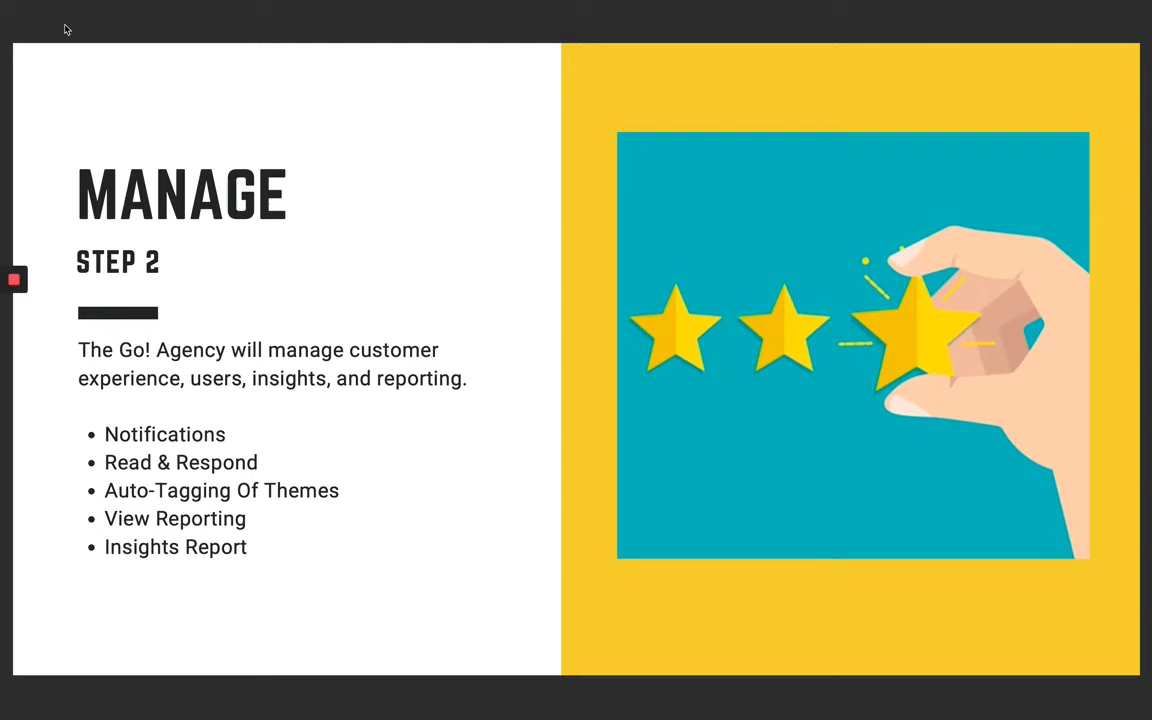 MANAGE
STEP 2
The Go! Agency will manage customer
experience, users, insights, and reporting.
• Notifications
• Read & Respond
• Auto-Tagging Of Themes
• View Reporting
• Insights Report